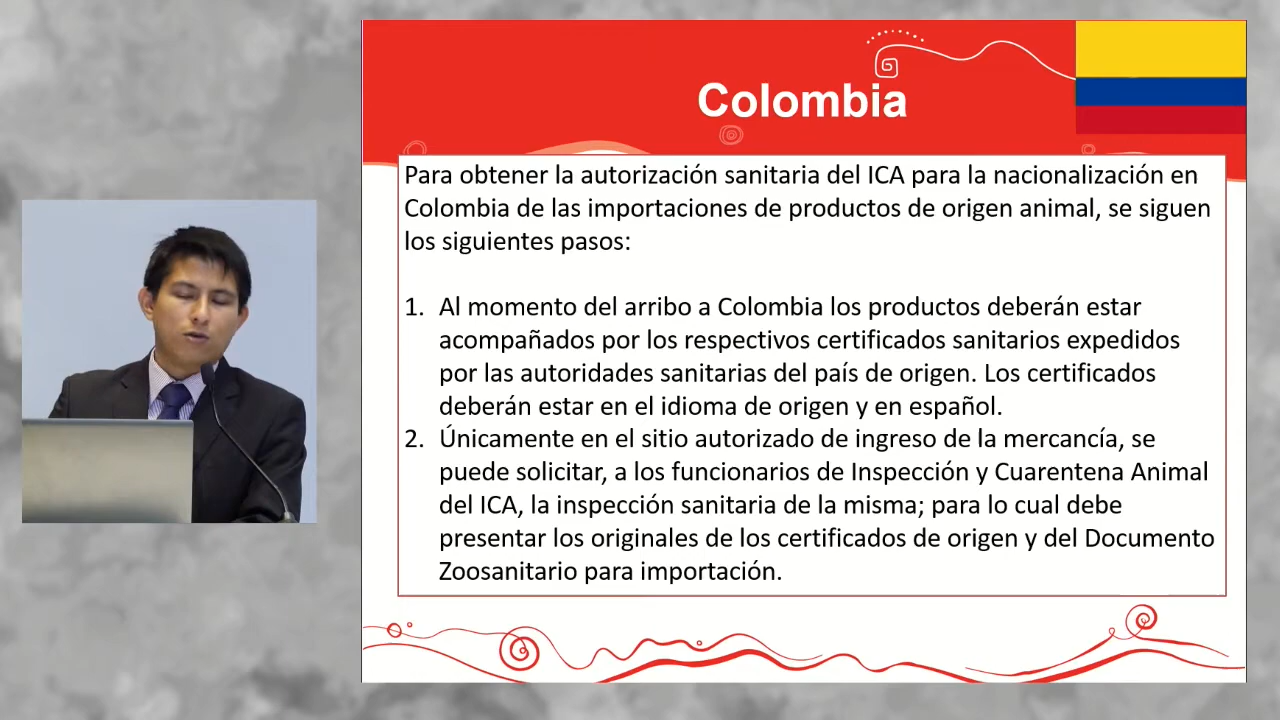 Colombia
Para obtener la autorización sanitaria del ICA para la nacionalización en
Colombia de las importaciones de productos de origen animal, se siguen
los siguientes pasos:
1. Al momento del arribo a Colombia los productos deberán estar
acompañados por los respectivos certificados sanitarios expedidos
por las autoridades sanitarias del país de origen. Los certificados
deberán estar en el idioma de origen y en español.
2. Únicamente en el sitio autorizado de ingreso de la mercancía, se
puede solicitar, a los funcionarios de Inspección y Cuarentena Animal
del ICA, la inspección sanitaria de la misma; para lo cual debe
presentar los originales de los certificados de origen y del Documento
Zoosanitario para importación.